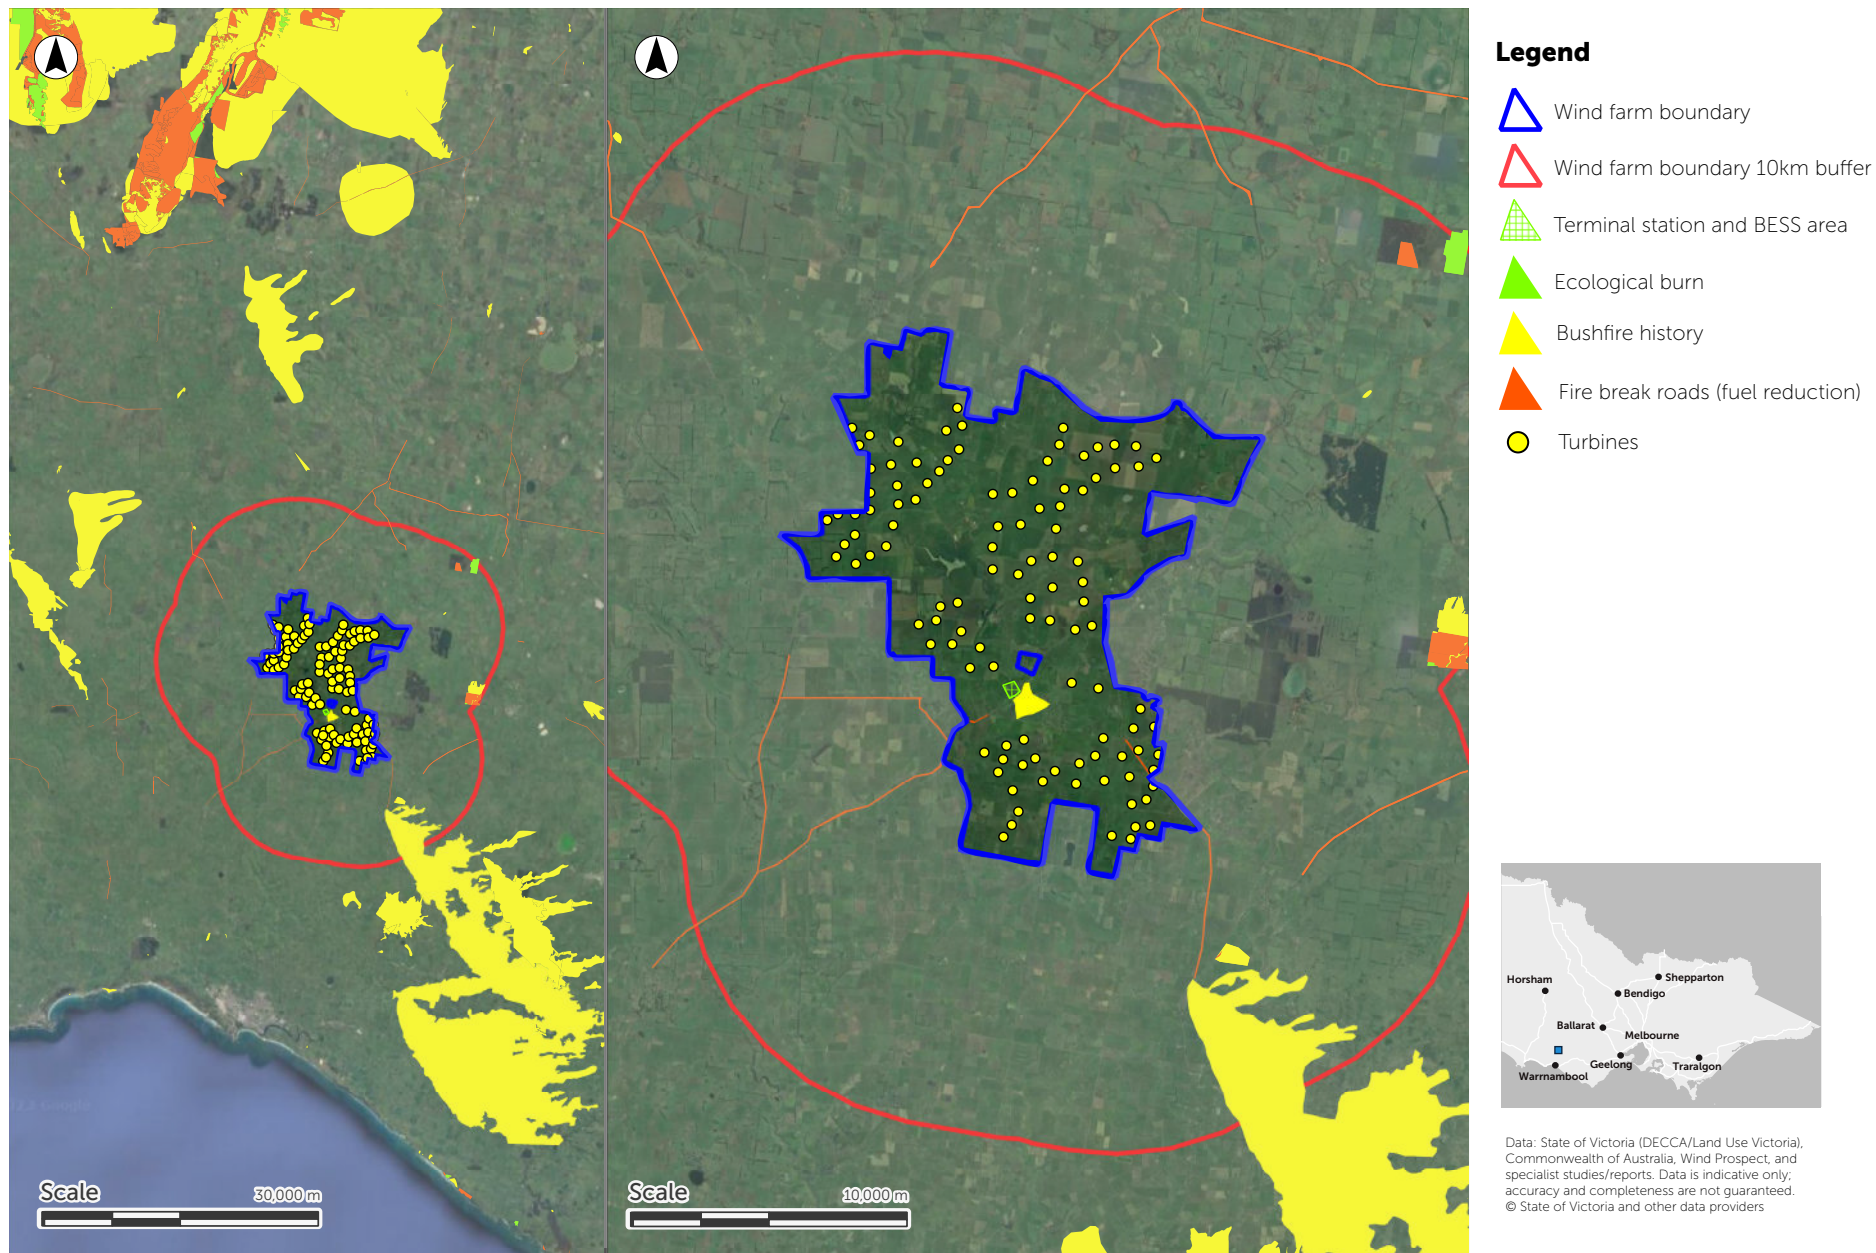 Legend
Wind farm boundary
Wind farm boundary 10km buffer
Terminal station and BESS area
Ecological burn
Bushfire history
Fire break roads (fuel reduction)
Turbines
Scale
30,000 m
Scale
10,000 m
Horsham
Shepparton
Bendigo
Ballarat
Melbourne
Geelong
Traralgon
Warrnambool
Data: State of Victoria (DECCA/Land Use Victoria),
Commonwealth of Australia, Wind Prospect, and
specialist studies/reports. Data is indicative only;
accuracy and completeness are not guaranteed.
© State of Victoria and other data providers